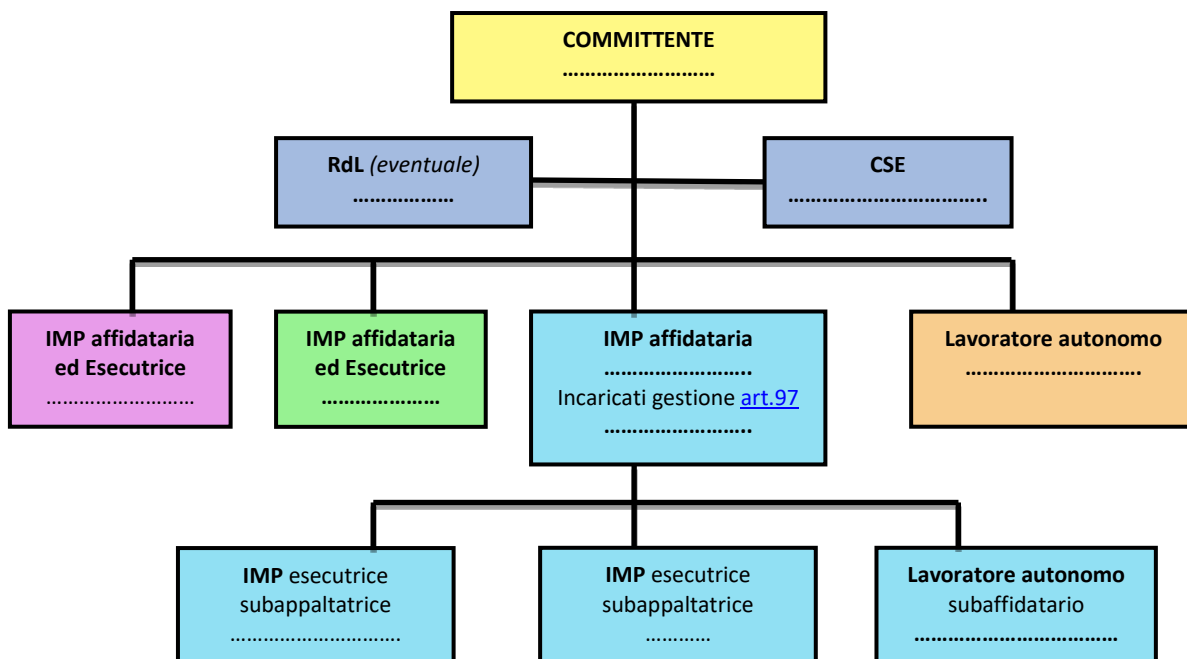 COMMITTENTE
………………………
RdL (eventuale)
………………
CSE
……………………………..
IMP affidataria
ed Esecutrice
………………………
IMP affidataria
ed Esecutrice
…………………
IMP affidataria
……………………..
Incaricati gestione art.97
……………………..
Lavoratore autonomo
………………………….
IMP esecutrice
subappaltatrice
………………………….
IMP esecutrice
subappaltatrice
…………
Lavoratore autonomo
subaffidatario
…………………………………